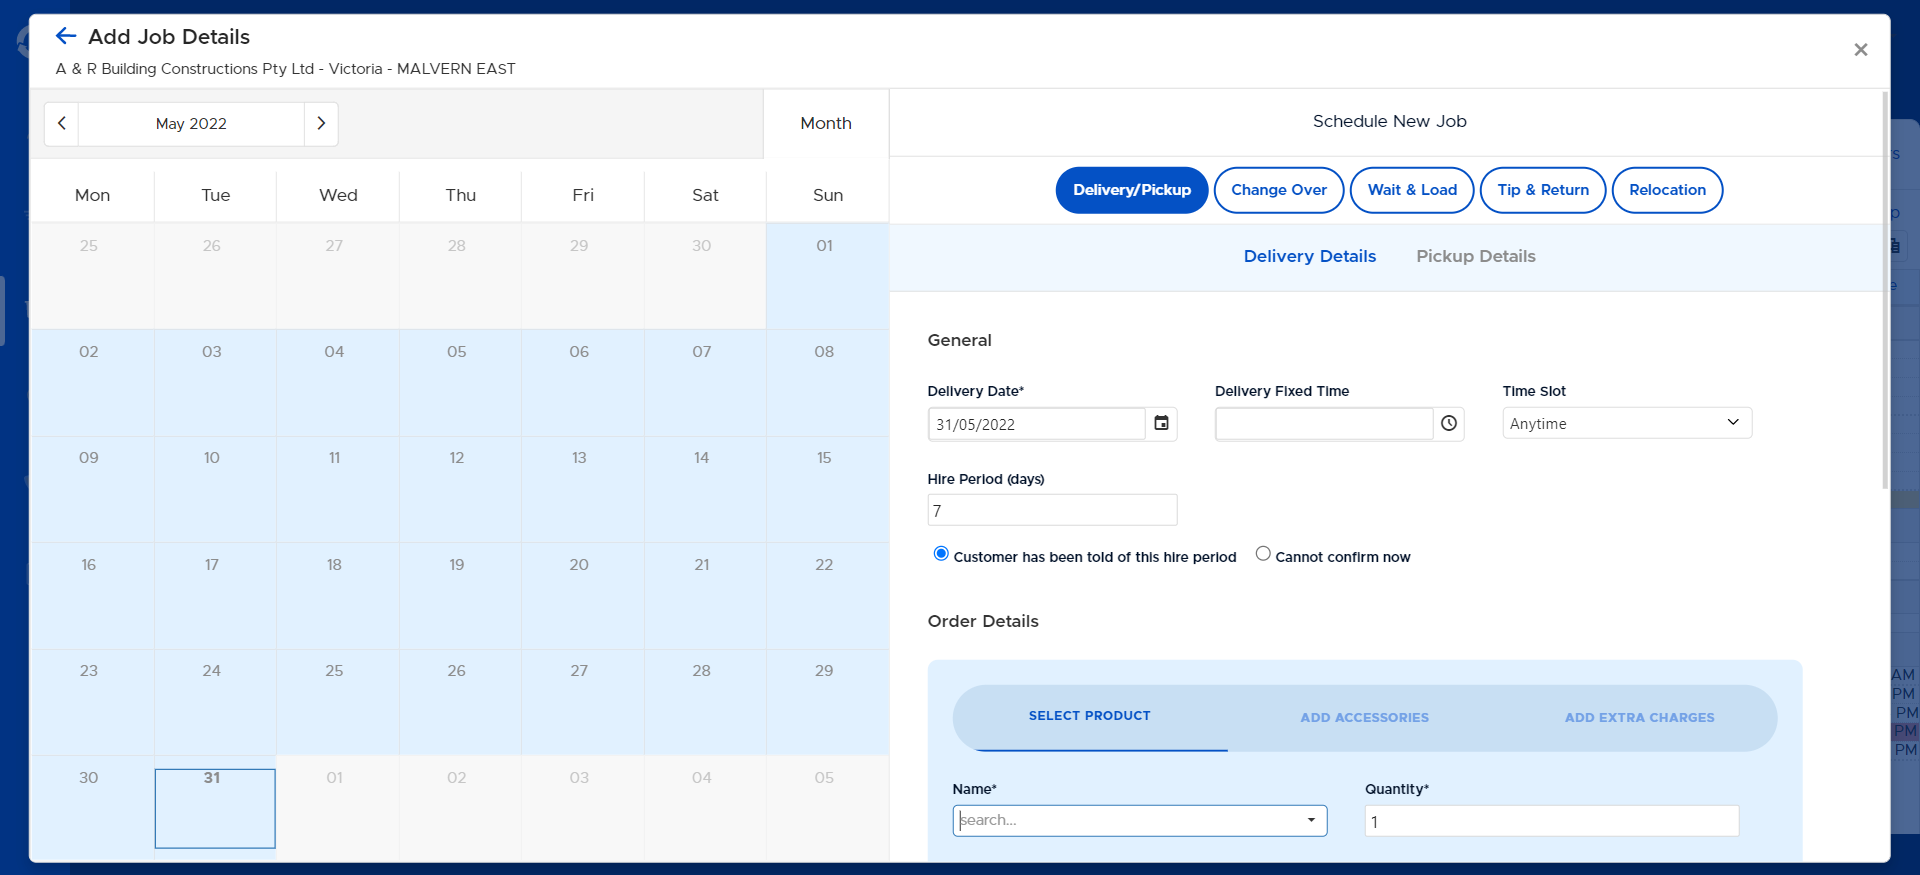 Add Job Details
A & R Building Constructions Pty Ltd - Victoria - MALVERN EAST
May 2022
Month
Mon Tue Wed Thu Fri Sat Sun
25 26 27 28 29 30 01
02 03 04 05 06 07 08
09 10 11 12 13 14 15
16 17 18 19 20 21 22
23 24 25 26 27 28 29
30 31 01 02 03 04 05
Schedule New Job
Delivery/Pickup Change Over Wait & Load Tip & Return Relocation
Delivery Details Pickup Details
General
Delivery Date* Delivery Fixed Time Time Slot
31/05/2022 Anytime
Hire Period (days)
7
Customer has been told of this hire period Cannot confirm now
Order Details
SELECT PRODUCT ADD ACCESSORIES ADD EXTRA CHARGES
Name* Quantity*
search... 1
AM
PM
PM
PM
PM